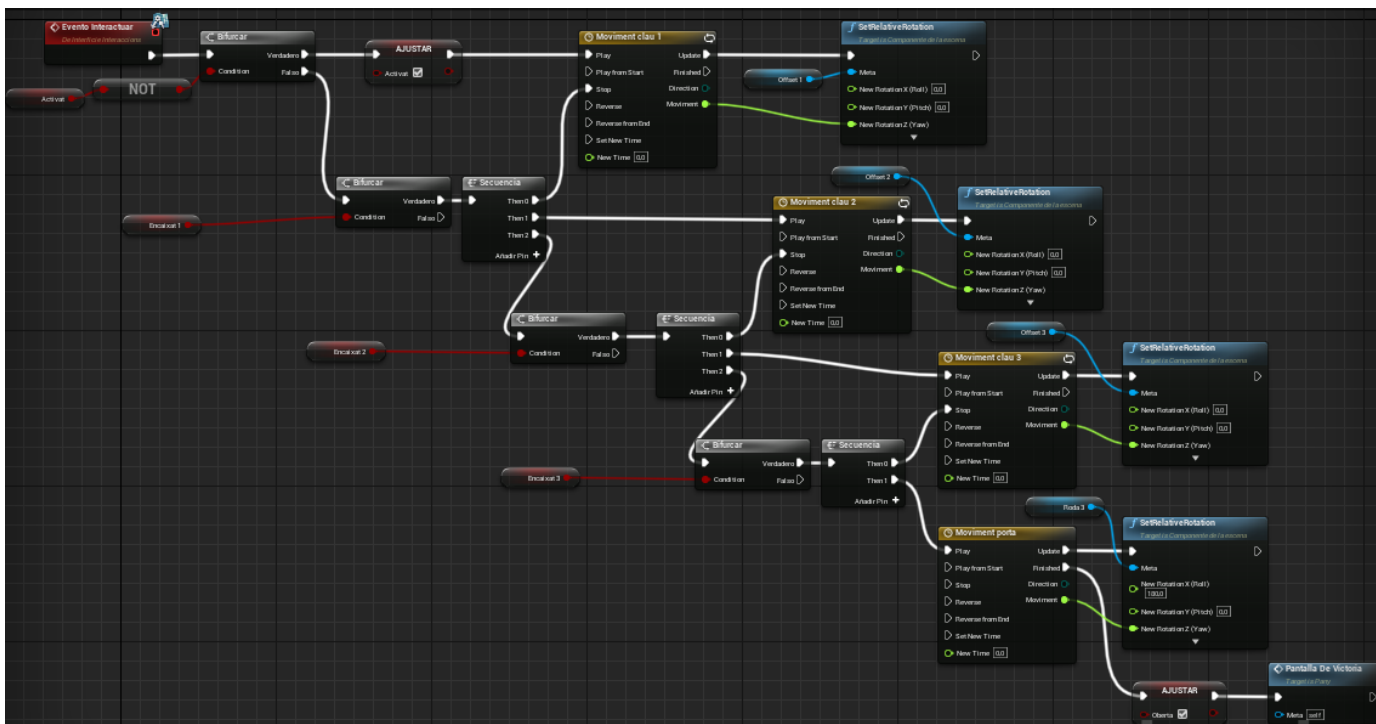 Evento Interactuar
De Interficie Interaccions
Bifurcar
Verdadero
Condition
Falso
Activat
NOT
AJUSTAR
Activat
Moviment clau 1
Play
Update
Play from Start
Finished
Stop
Direction
Reverse
Moviment
Reverse from End
Set New Time
New Time 0,0
Offset 1
SetRelativeRotation
Target is Componente de la escena
Meta
New Rotation X (Roll) 0,0
New Rotation Y (Pitch) 0,0
New Rotation Z (Yaw)
Encaixat 1
Bifurcar
Verdadero
Condition
Falso
Secuencia
Then 0
Then 1
Then 2
Añadir Pin +
Moviment clau 2
Play
Update
Play from Start
Finished
Stop
Direction
Reverse
Moviment
Reverse from End
Set New Time
New Time 0,0
Offset 2
SetRelativeRotation
Target is Componente de la escena
Meta
New Rotation X (Roll) 0,0
New Rotation Y (Pitch) 0,0
New Rotation Z (Yaw)
Encaixat 2
Bifurcar
Verdadero
Condition
Falso
Secuencia
Then 0
Then 1
Then 2
Añadir Pin +
Moviment clau 3
Play
Update
Play from Start
Finished
Stop
Direction
Reverse
Moviment
Reverse from End
Set New Time
New Time 0,0
Offset 3
SetRelativeRotation
Target is Componente de la escena
Meta
New Rotation X (Roll) 0,0
New Rotation Y (Pitch) 0,0
New Rotation Z (Yaw)
Encaixat 3
Bifurcar
Verdadero
Condition
Falso
Secuencia
Then 0
Then 1
Añadir Pin +
Moviment porta
Play
Update
Play from Start
Finished
Stop
Direction
Reverse
Moviment
Reverse from End
Set New Time
New Time 0,0
Roda 3
SetRelativeRotation
Target is Componente de la escena
Meta
New Rotation X (Roll)
180,0
New Rotation Y (Pitch) 0,0
New Rotation Z (Yaw)
AJUSTAR
Oberta
Pantalla De Victoria
Target is Pany
Meta self